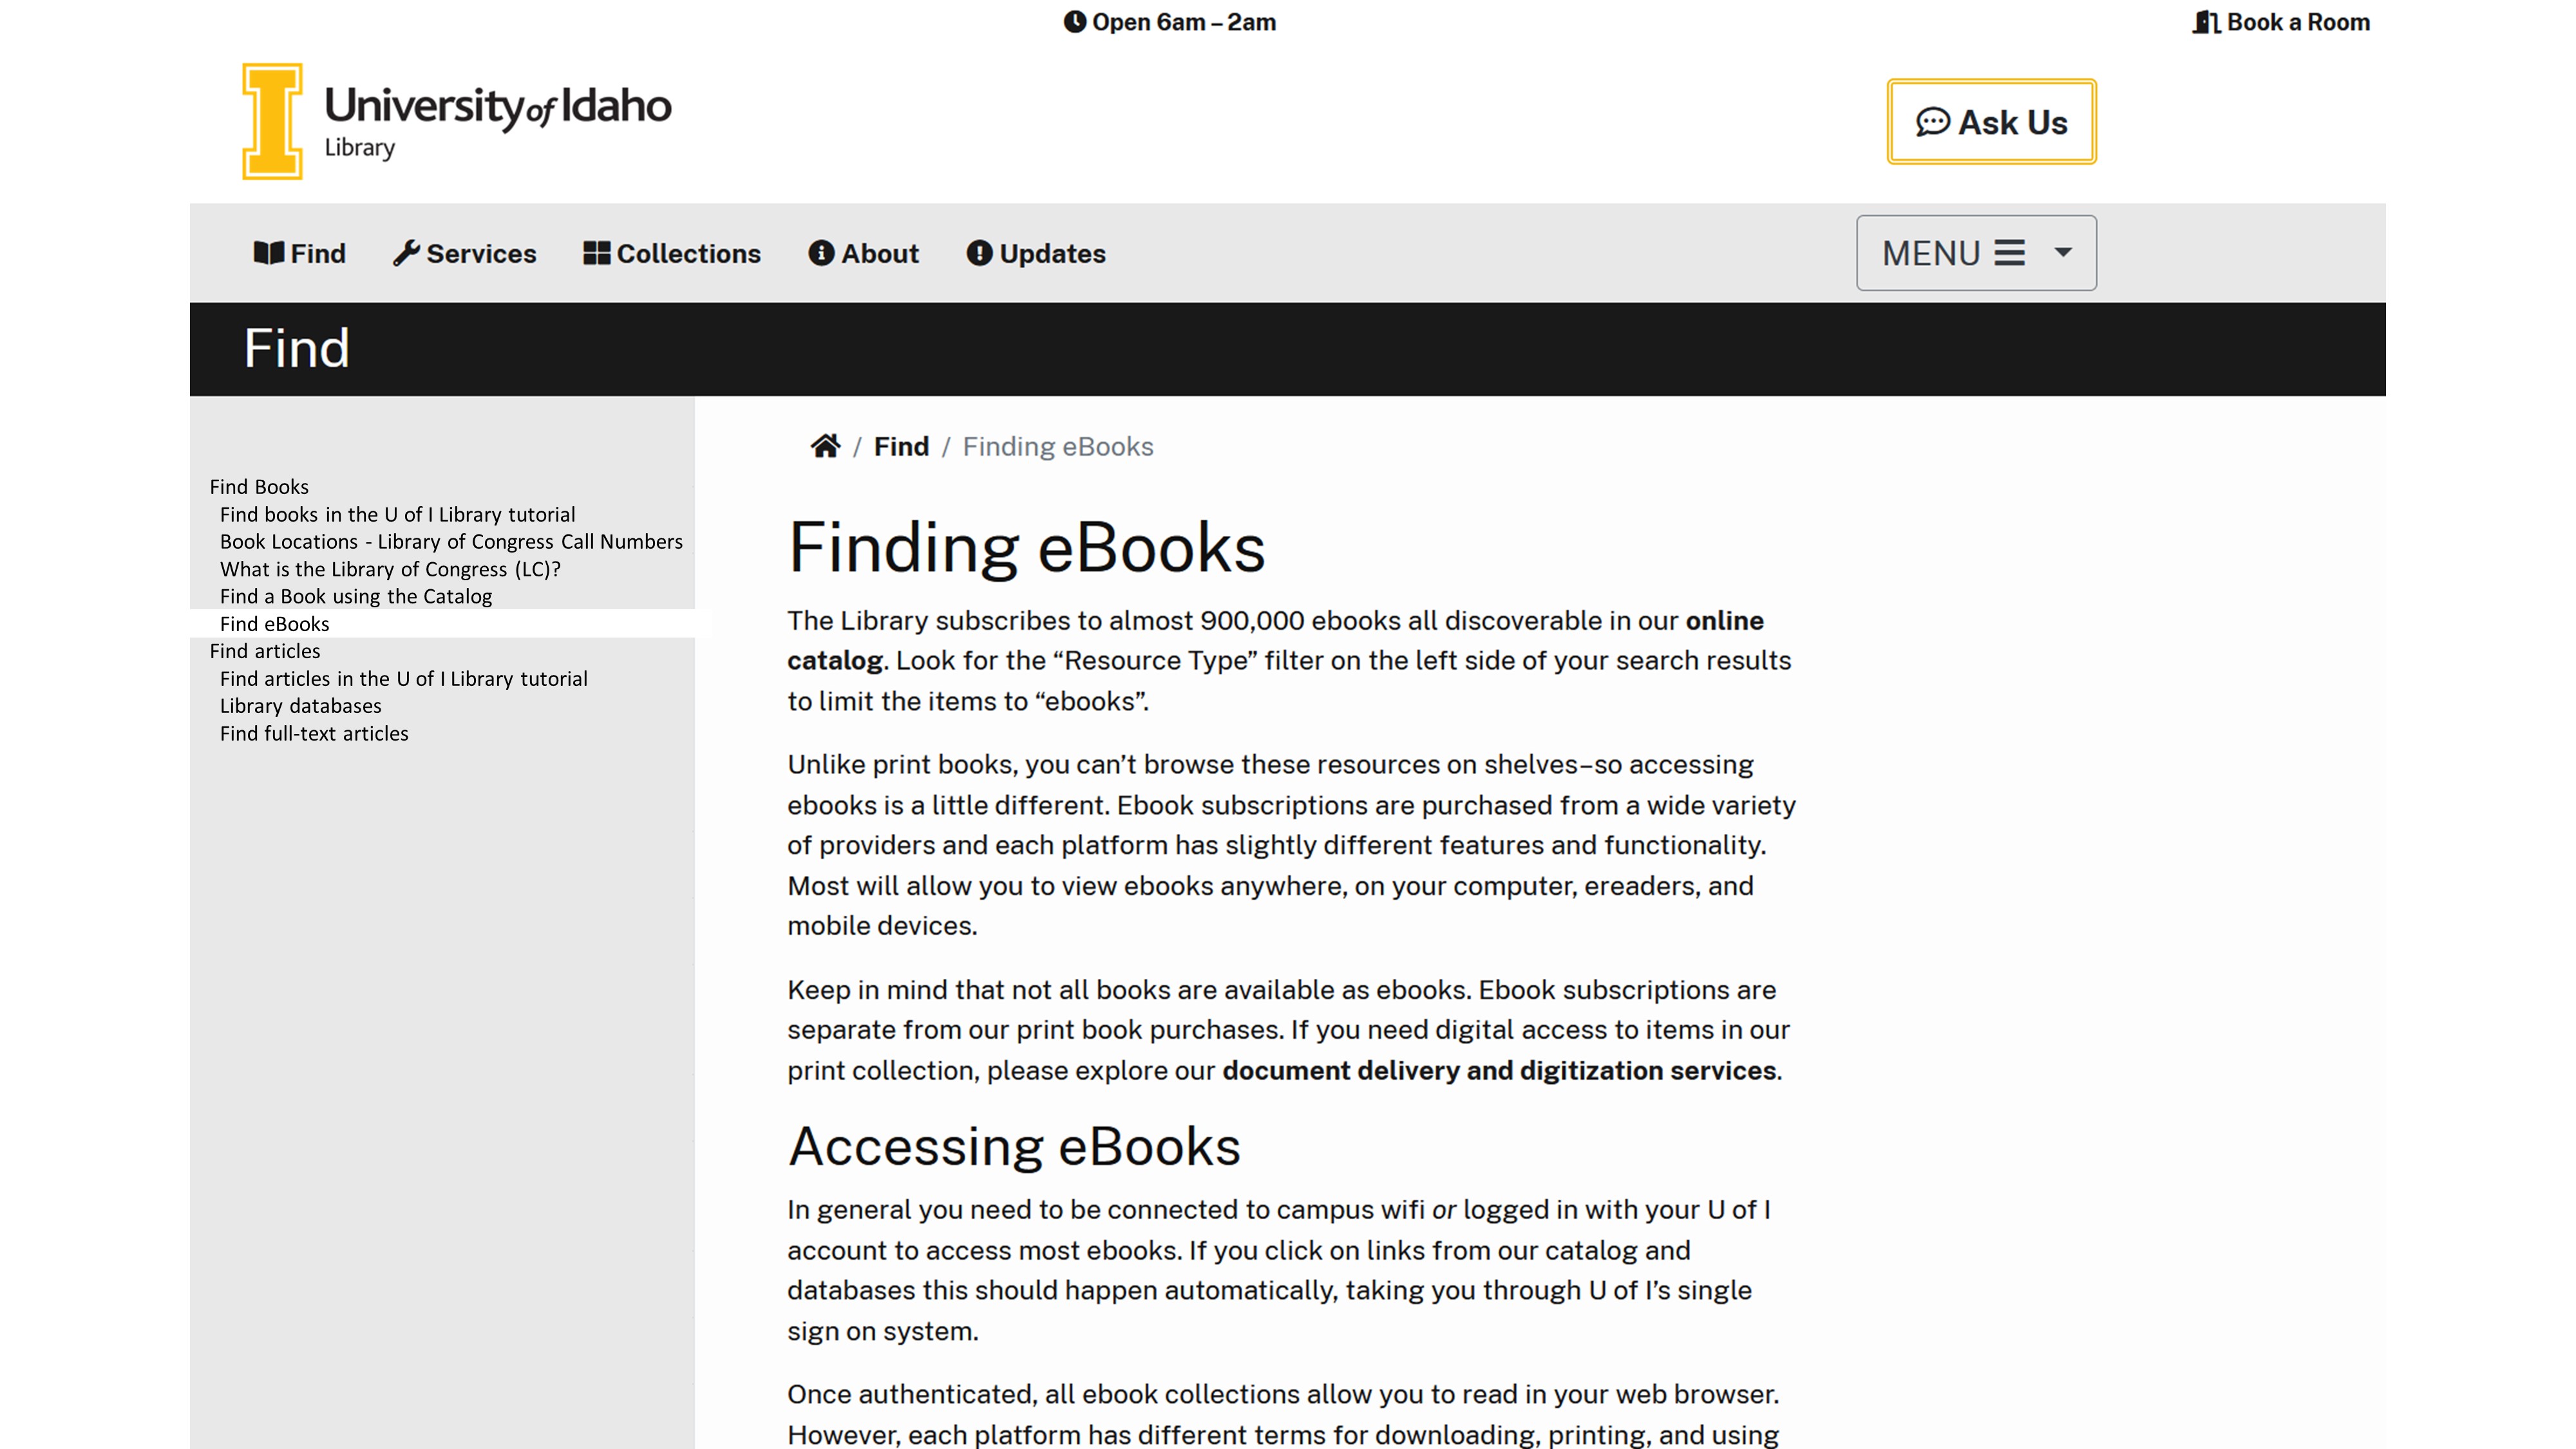 Open 6am – 2am
Book a Room
University of Idaho
Library
Ask Us
Find
Services
Collections
About
Updates
MENU
Find
/ Find / Finding eBooks
Find Books
Find books in the U of I Library tutorial
Book Locations - Library of Congress Call Numbers
What is the Library of Congress (LC)?
Find a Book using the Catalog
Find eBooks
Find articles
Find articles in the U of I Library tutorial
Library databases
Find full-text articles
Finding eBooks
The Library subscribes to almost 900,000 ebooks all discoverable in our online
catalog. Look for the “Resource Type” filter on the left side of your search results
to limit the items to “ebooks”.
Unlike print books, you can’t browse these resources on shelves–so accessing
ebooks is a little different. Ebook subscriptions are purchased from a wide variety
of providers and each platform has slightly different features and functionality.
Most will allow you to view ebooks anywhere, on your computer, ereaders, and
mobile devices.
Keep in mind that not all books are available as ebooks. Ebook subscriptions are
separate from our print book purchases. If you need digital access to items in our
print collection, please explore our document delivery and digitization services.
Accessing eBooks
In general you need to be connected to campus wifi or logged in with your U of I
account to access most ebooks. If you click on links from our catalog and
databases this should happen automatically, taking you through U of I’s single
sign on system.
Once authenticated, all ebook collections allow you to read in your web browser.
However, each platform has different terms for downloading, printing, and using